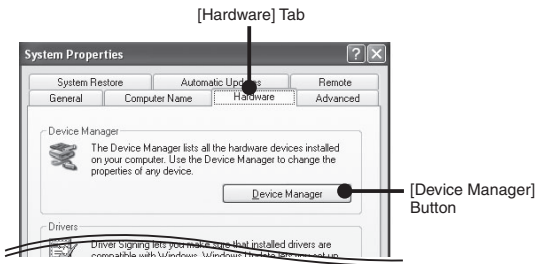 [Hardware] Tab
System Properties
System Restore Automatic Updates Remote
General Computer Name Hardware Advanced
Device Manager
The Device Manager lists all the hardware devices installed
on your computer. Use the Device Manager to change the
properties of any device.
Device Manager
[Device Manager]
Button
Drivers
Driver Signing lets you make sure that installed drivers are
compatible with Windows. Windows Update lets you set up